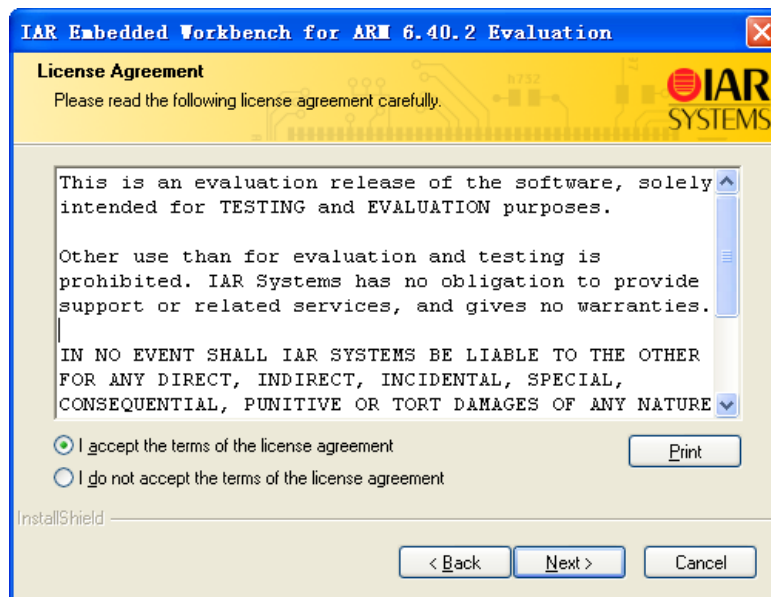 IAR Embedded Workbench for ARM 6.40.2 Evaluation
License Agreement
Please read the following license agreement carefully.
h732
IAR
SYSTEMS
This is an evaluation release of the software, solely
intended for TESTING and EVALUATION purposes.
Other use than for evaluation and testing is
prohibited. IAR Systems has no obligation to provide
support or related services, and gives no warranties.
IN NO EVENT SHALL IAR SYSTEMS BE LIABLE TO THE OTHER
FOR ANY DIRECT, INDIRECT, INCIDENTAL, SPECIAL,
CONSEQUENTIAL, PUNITIVE OR TORT DAMAGES OF ANY NATURE
I accept the terms of the license agreement
Print
I do not accept the terms of the license agreement
InstallShield
< Back
Next >
Cancel